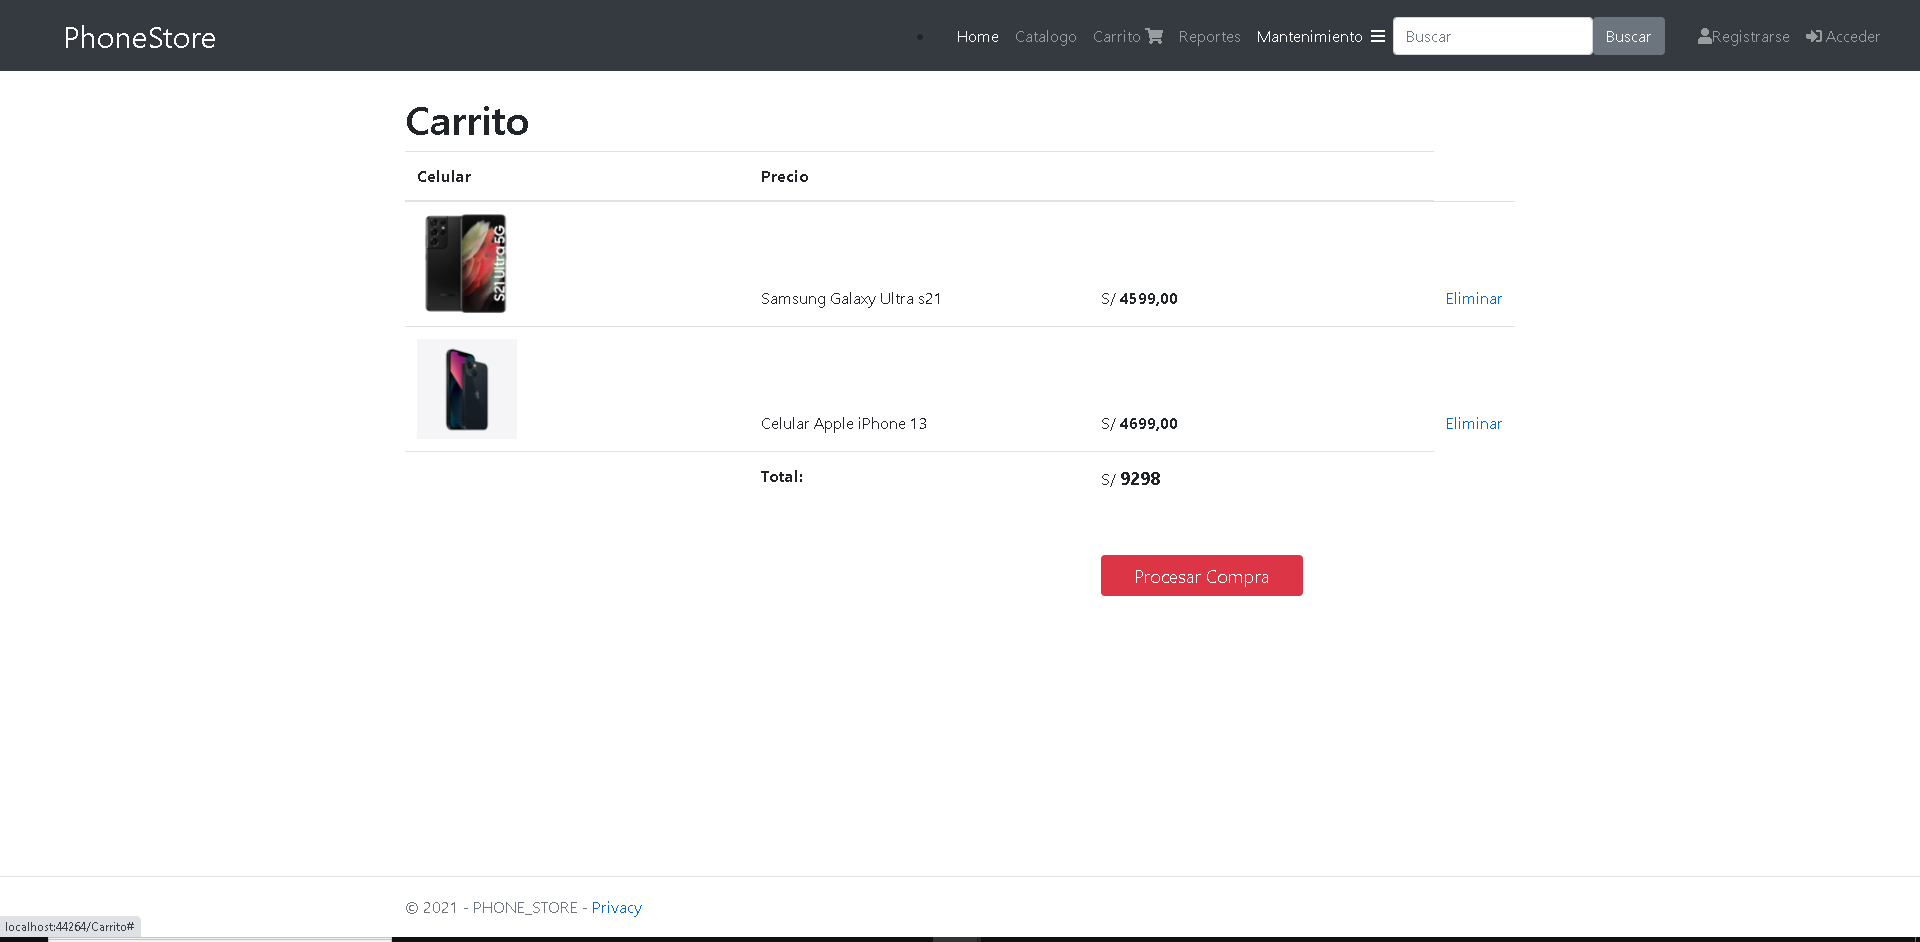 PhoneStore
Home Catalogo Carrito Reportes Mantenimiento Buscar Buscar Registrarse Acceder
Carrito
Celular Precio
S21 Ultra 5G
Samsung Galaxy Ultra s21 S/ 4599,00 Eliminar
Celular Apple iPhone 13 S/ 4699,00 Eliminar
Total: S/ 9298
Procesar Compra
© 2021 - PHONE_STORE - Privacy
localhost:44264/Carrito#